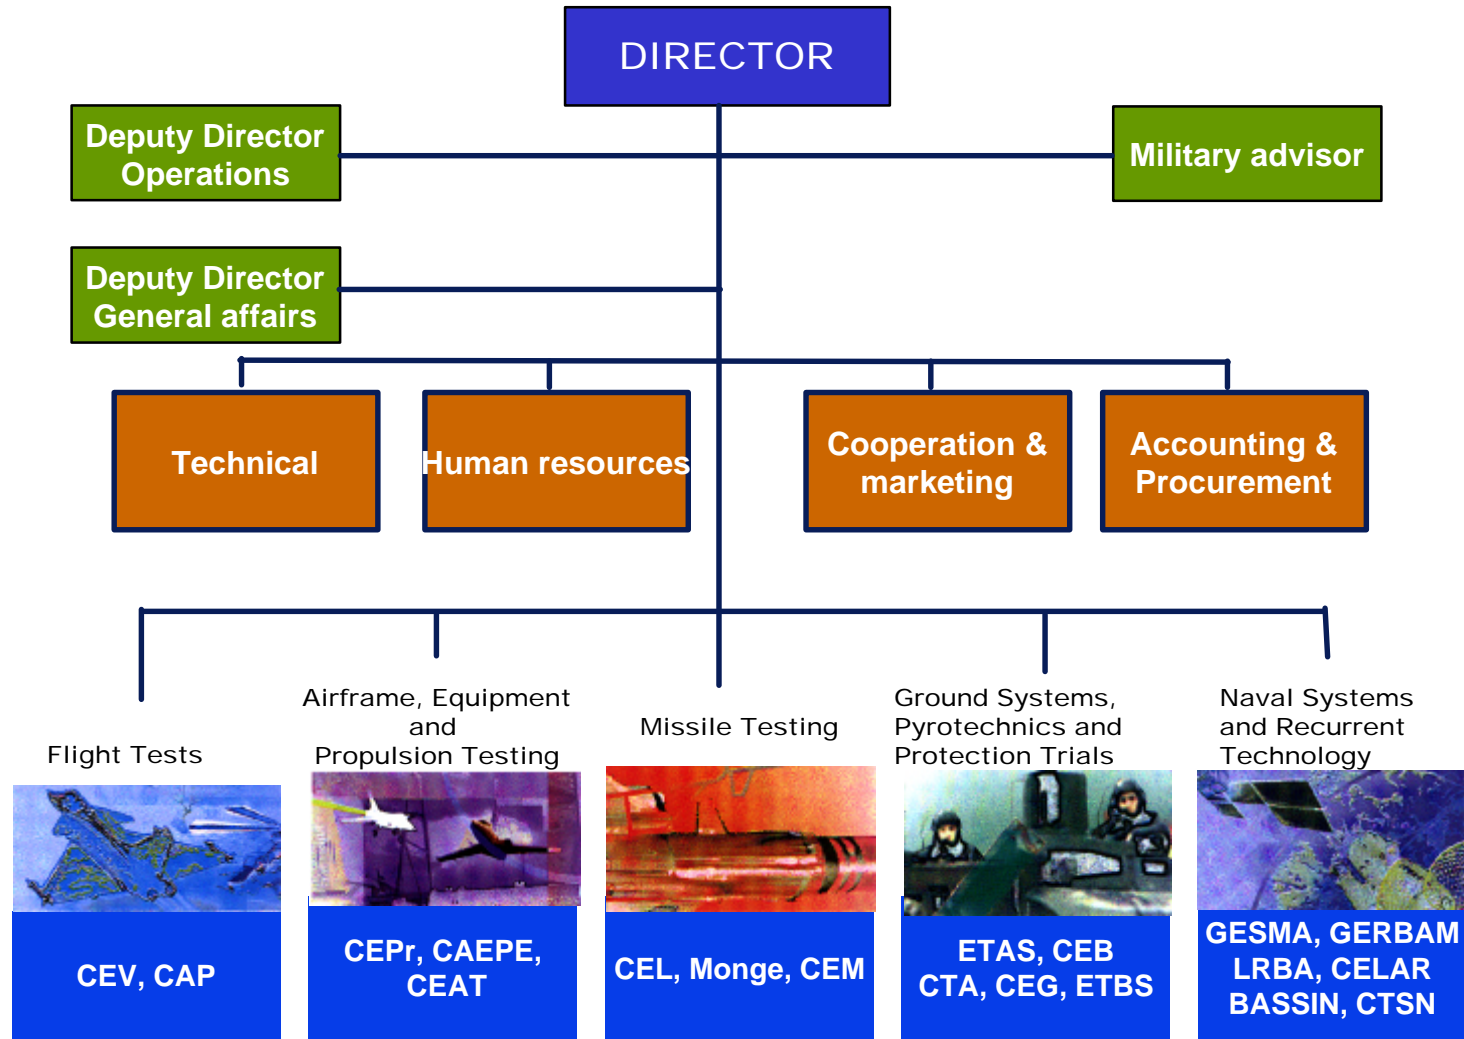 DIRECTOR
Deputy Director
Operations
Military advisor
Deputy Director
General affairs
Technical
Human resources
Cooperation &
marketing
Accounting &
Procurement
Flight Tests
Airframe, Equipment
and
Propulsion Testing
Missile Testing
Ground Systems,
Pyrotechnics and
Protection Trials
Naval Systems
and Recurrent
Technology
CEV, CAP
CEPr, CAEPE,
CEAT
CEL, Monge, CEM
ETAS, CEB
CTA, CEG, ETBS
GESMA, GERBAM
LRBA, CELAR
BASSIN, CTSN